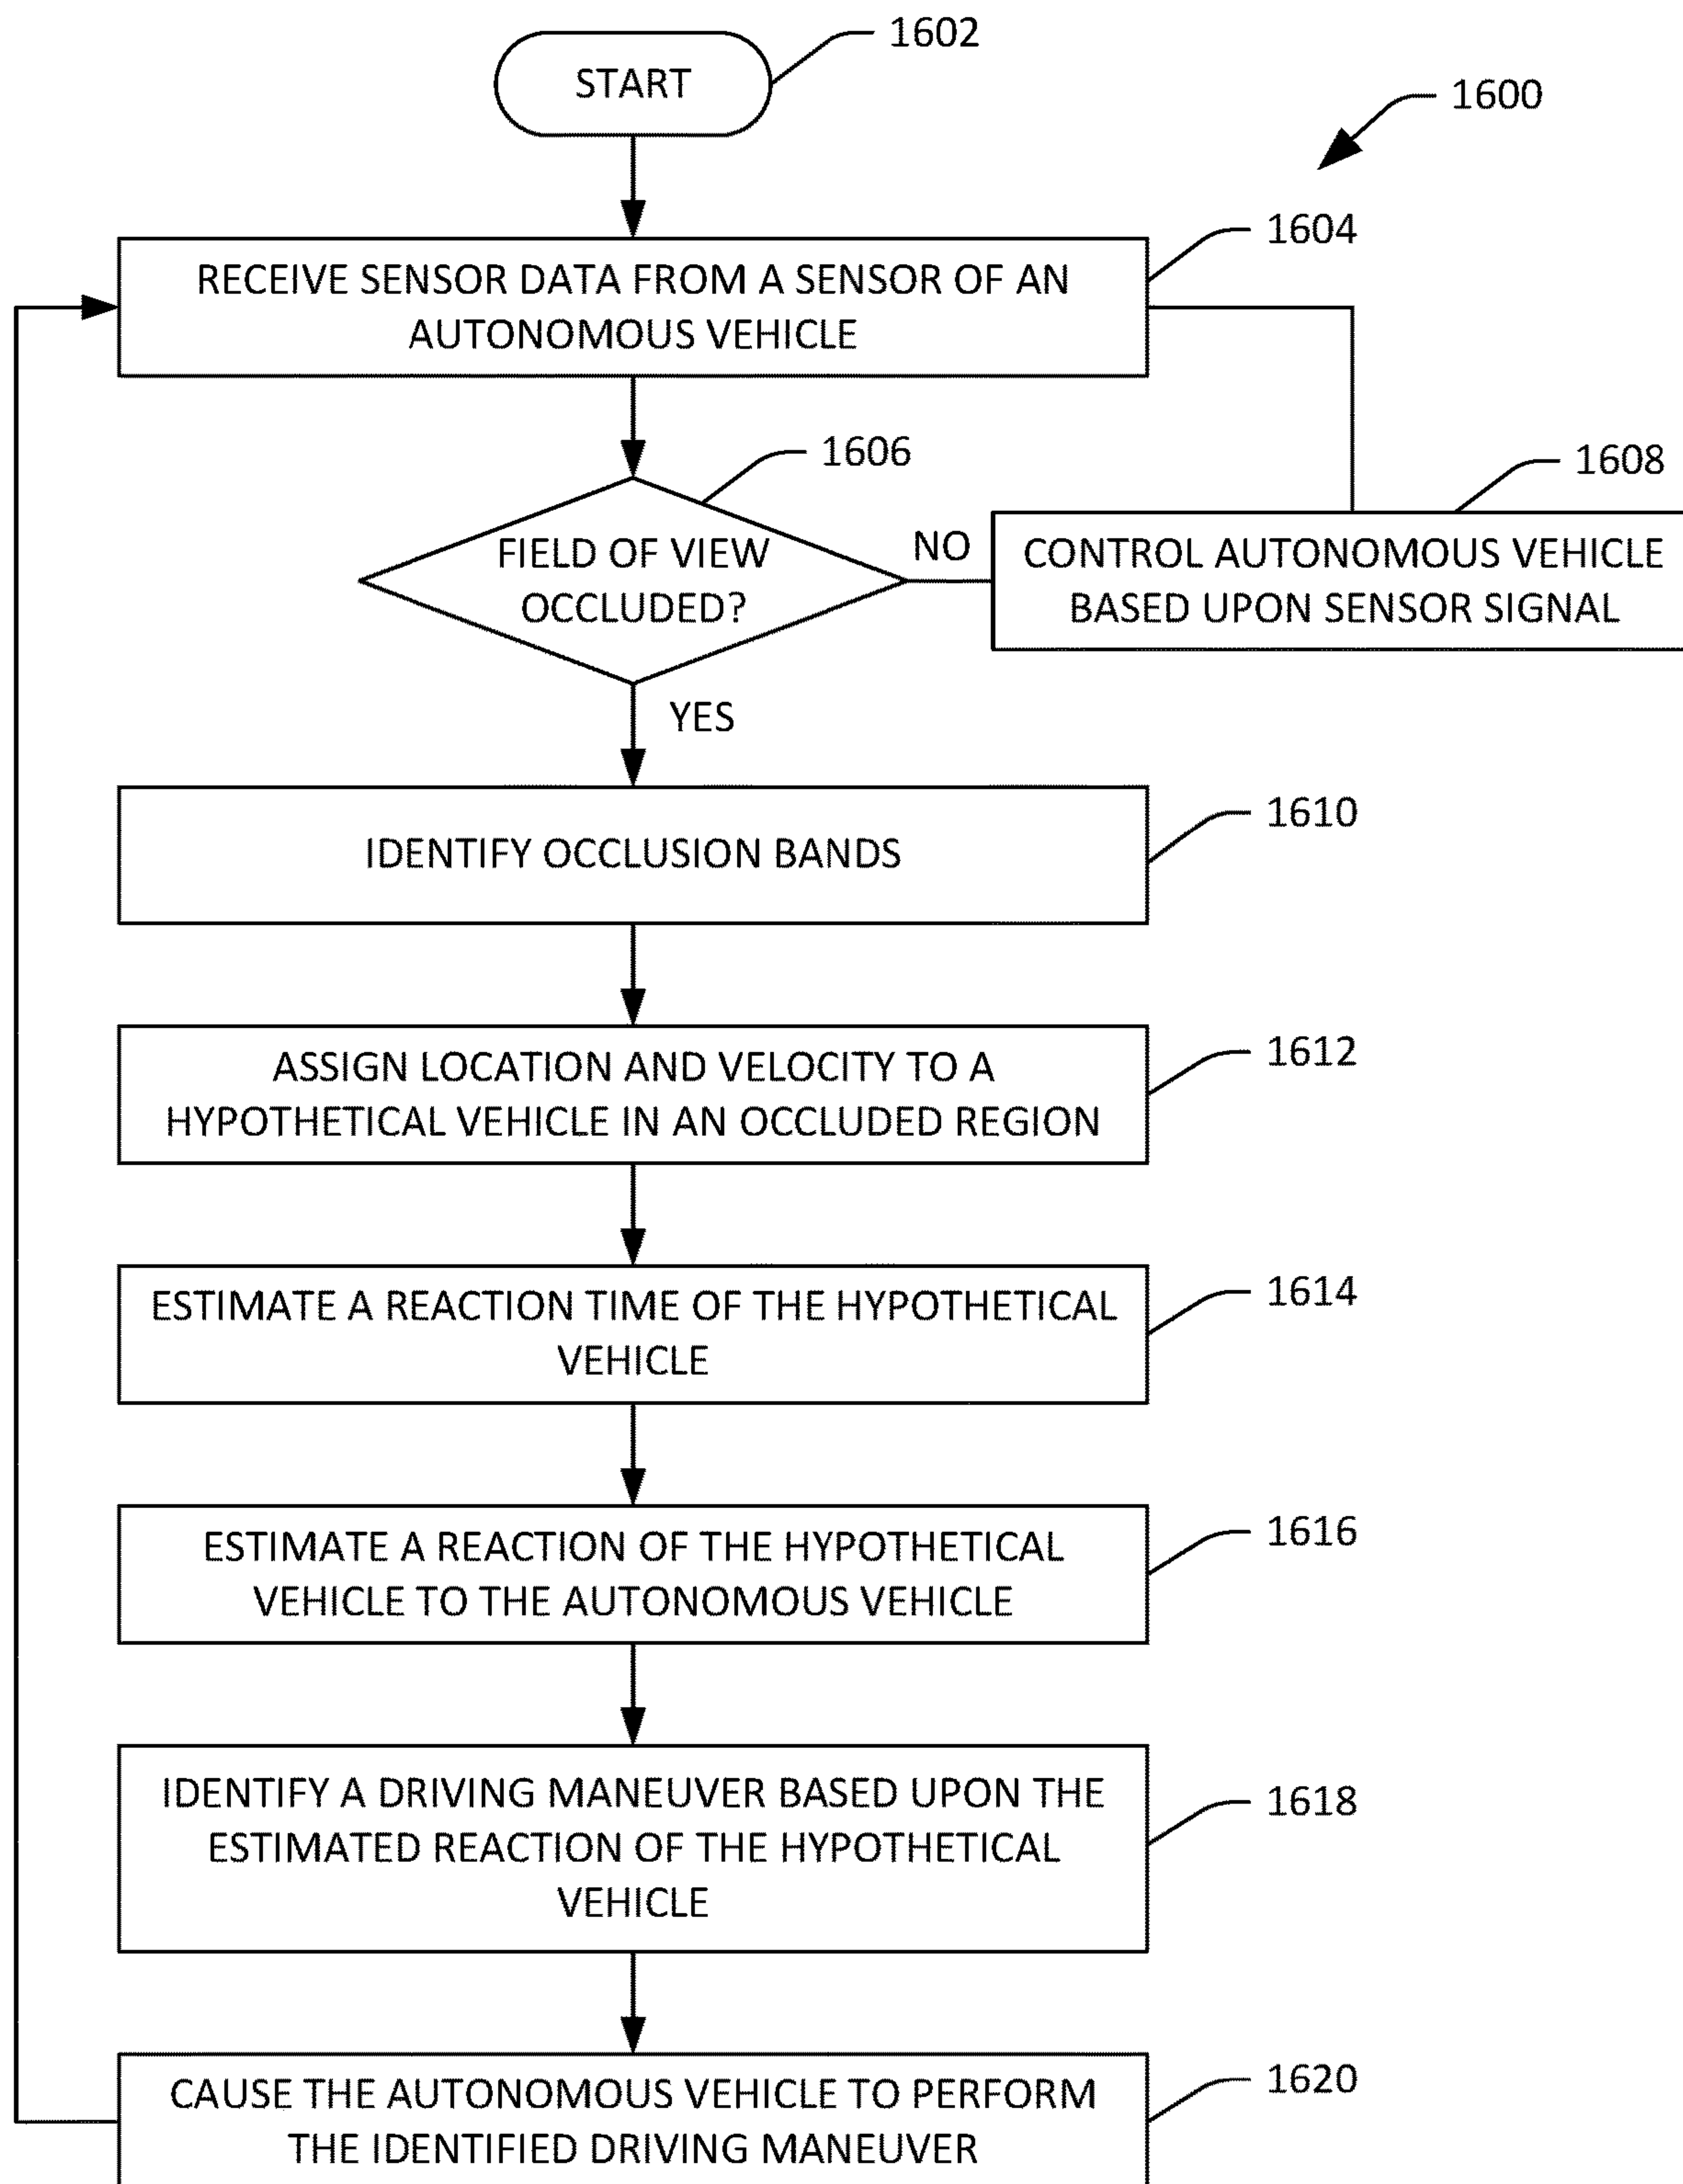 1602
START
1600
1604
RECEIVE SENSOR DATA FROM A SENSOR OF AN
AUTONOMOUS VEHICLE
1606
1608
FIELD OF VIEW
OCCLUDED?
NO
CONTROL AUTONOMOUS VEHICLE
BASED UPON SENSOR SIGNAL
YES
1610
IDENTIFY OCCLUSION BANDS
1612
ASSIGN LOCATION AND VELOCITY TO A
HYPOTHETICAL VEHICLE IN AN OCCLUDED REGION
1614
ESTIMATE A REACTION TIME OF THE HYPOTHETICAL
VEHICLE
1616
ESTIMATE A REACTION OF THE HYPOTHETICAL
VEHICLE TO THE AUTONOMOUS VEHICLE
1618
IDENTIFY A DRIVING MANEUVER BASED UPON THE
ESTIMATED REACTION OF THE HYPOTHETICAL
VEHICLE
1620
CAUSE THE AUTONOMOUS VEHICLE TO PERFORM
THE IDENTIFIED DRIVING MANEUVER